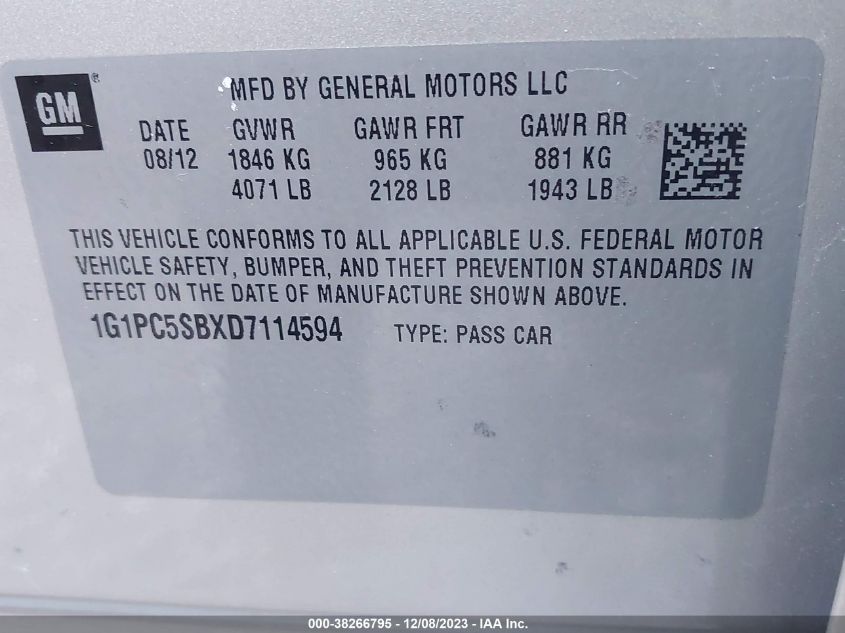 GM ®
MFD BY GENERAL MOTORS LLC
DATE GVWR GAWR FRT GAWR RR
08/12 1846 KG 965 KG 881 KG
4071 LB 2128 LB 1943 LB
THIS VEHICLE CONFORMS TO ALL APPLICABLE U.S. FEDERAL MOTOR
VEHICLE SAFETY, BUMPER, AND THEFT PREVENTION STANDARDS IN
EFFECT ON THE DATE OF MANUFACTURE SHOWN ABOVE.
1G1PC5SBXD7114594 TYPE: PASS CAR
000-38266795 - 12/08/2023 - IAA Inc.